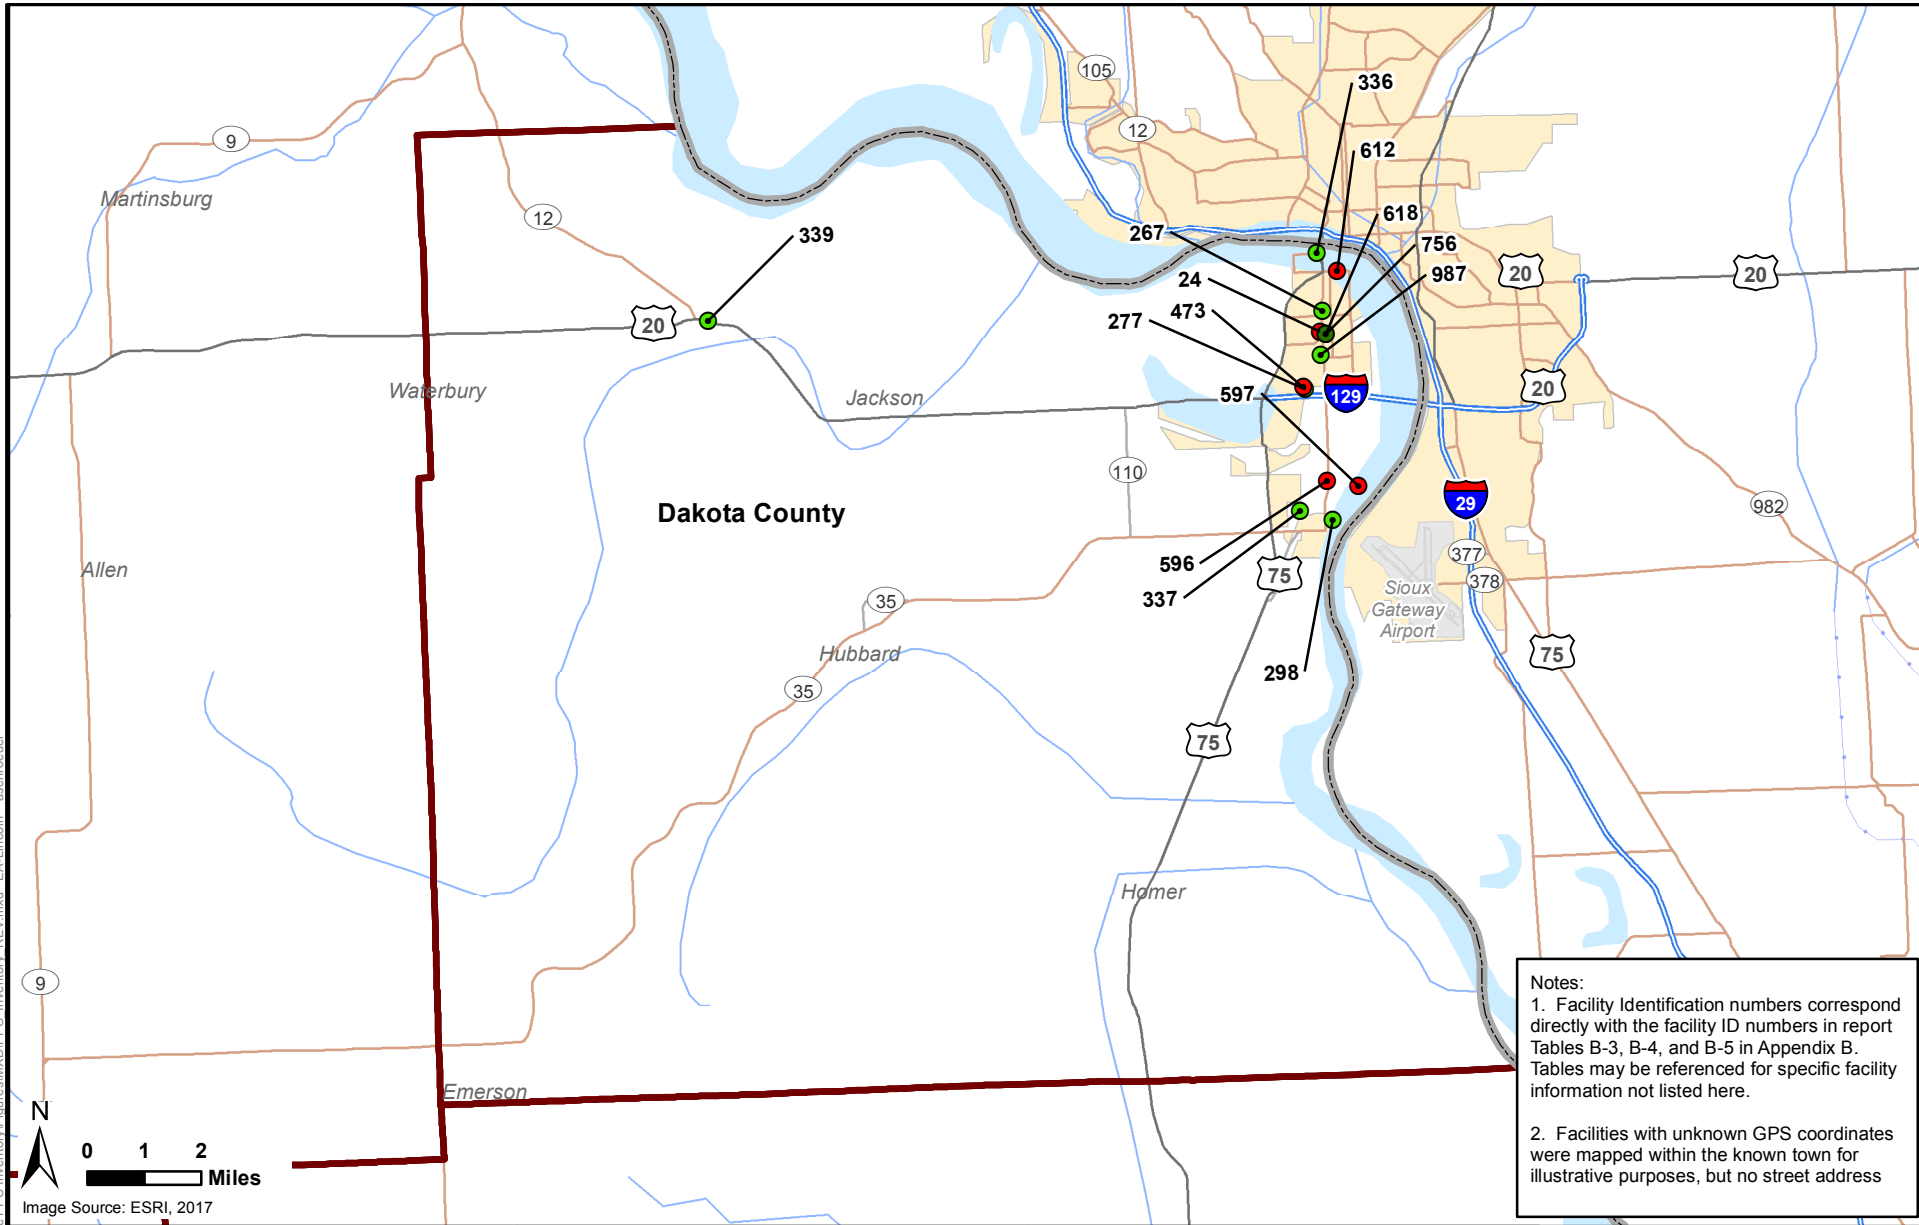 336
105
12
612
9
Martinsburg
618
12
267
339
756
20
20
24
987
473
20
277
Waterbury
20
Jackson
129
597
110
29
982
Dakota County
377
596
Allen
75
378
Sioux
Gateway
Airport
337
35
Hubbard
75
298
35
75
Homer
9
Notes:
1. Facility Identification numbers correspond
directly with the facility ID numbers in report
Tables B-3, B-4, and B-5 in Appendix B.
Tables may be referenced for specific facility
information not listed here.
2. Facilities with unknown GPS coordinates
were mapped within the known town for
illustrative purposes, but no street address
Emerson
N
0 1 2
Miles
Image Source: ESRI, 2017